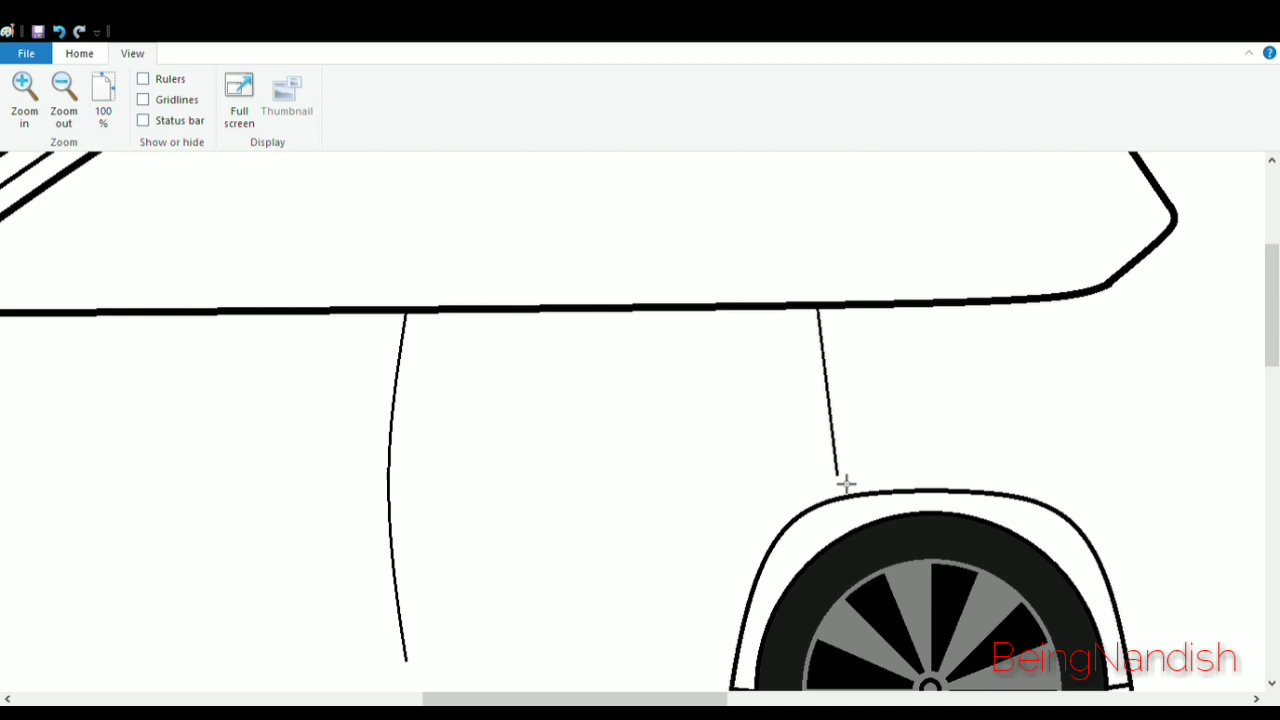 File Home View
Zoom in
Zoom out
100 %
Rulers
Gridlines
Status bar
Full screen
Thumbnail
Zoom
Show or hide
Display
BeingNandish